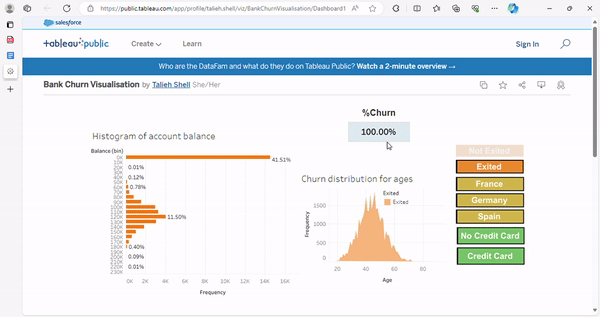 https://public.tableau.com/app/profile/talieh.shell/viz/BankChurnVisualisation/Dashboard1
salesforce
+ableau+public
Create
Learn
Sign In
Who are the DataFam and what do they do on Tableau Public? Watch a 2-minute overview →
Bank Churn Visualisation by Talieh Shell She/Her
%Churn
100.00%
Histogram of account balance
Balance (bin)
0K
10K
20K
30K
40K
50K
60K
70K
80K
90K
100K
110K
120K
130K
140K
150K
160K
170K
180K
190K
200K
210K
220K
230K
41.51%
0.01%
0.12%
0.78%
11.50%
0.40%
0.09%
0.01%
0K 2K 4K 6K 8K 10K 12K 14K 16K
Frequency
Churn distribution for ages
Exited
Exited
Frequency
1500
1000
500
0
20 40 60 80
Age
Not Exited
Exited
France
Germany
Spain
No Credit Card
Credit Card